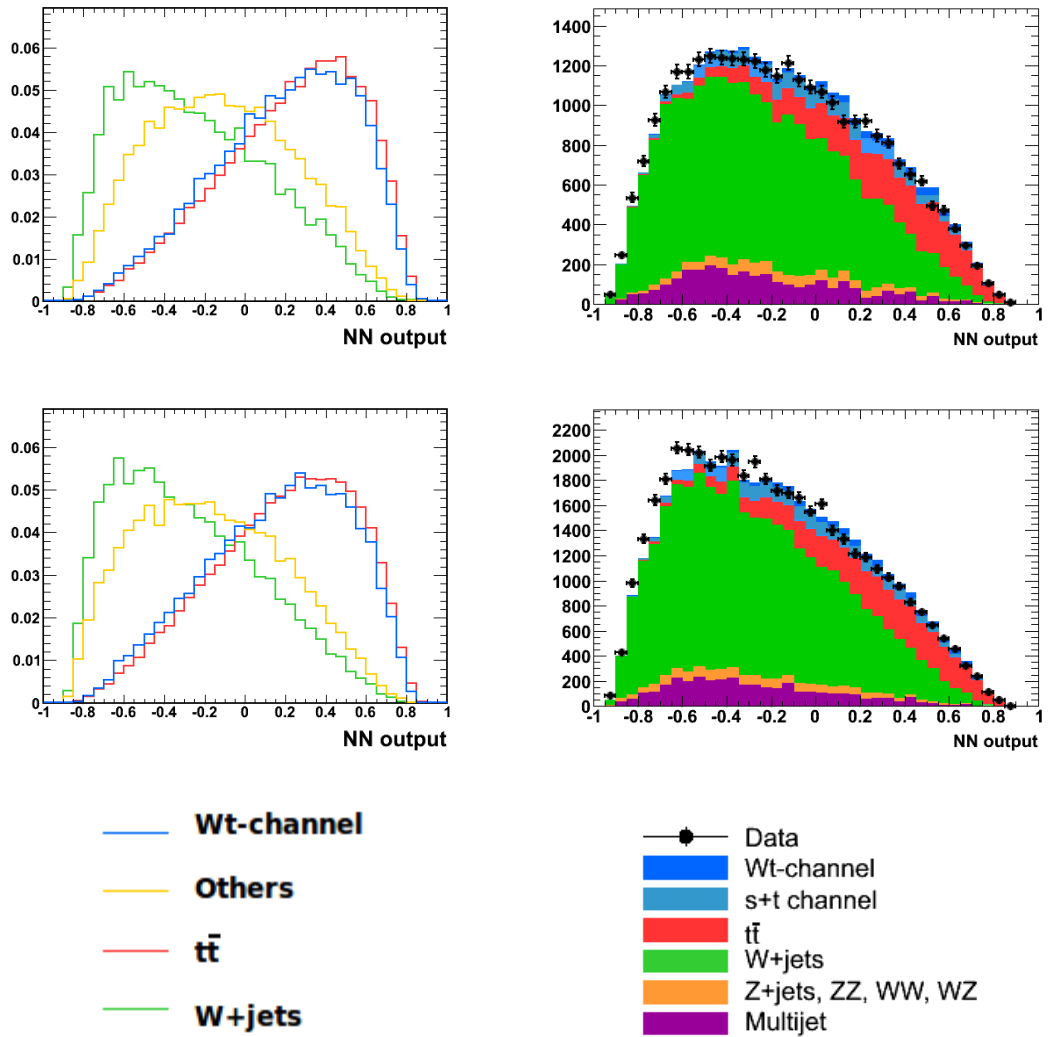 0.06
0.05
0.04
0.03
0.02
0.01
0
-1 -0.8 -0.6 -0.4 -0.2 0 0.2 0.4 0.6 0.8 1
NN output
1400
1200
1000
800
600
400
200
0
-1 -0.8 -0.6 -0.4 -0.2 0 0.2 0.4 0.6 0.8 1
NN output
0.06
0.05
0.04
0.03
0.02
0.01
0
-1 -0.8 -0.6 -0.4 -0.2 0 0.2 0.4 0.6 0.8 1
NN output
2200
2000
1800
1600
1400
1200
1000
800
600
400
200
0
-1 -0.8 -0.6 -0.4 -0.2 0 0.2 0.4 0.6 0.8 1
NN output
Wt-channel
Others
tt̄
W+jets
Data
Wt-channel
s+t channel
tt̄
W+jets
Z+jets, ZZ, WW, WZ
Multijet